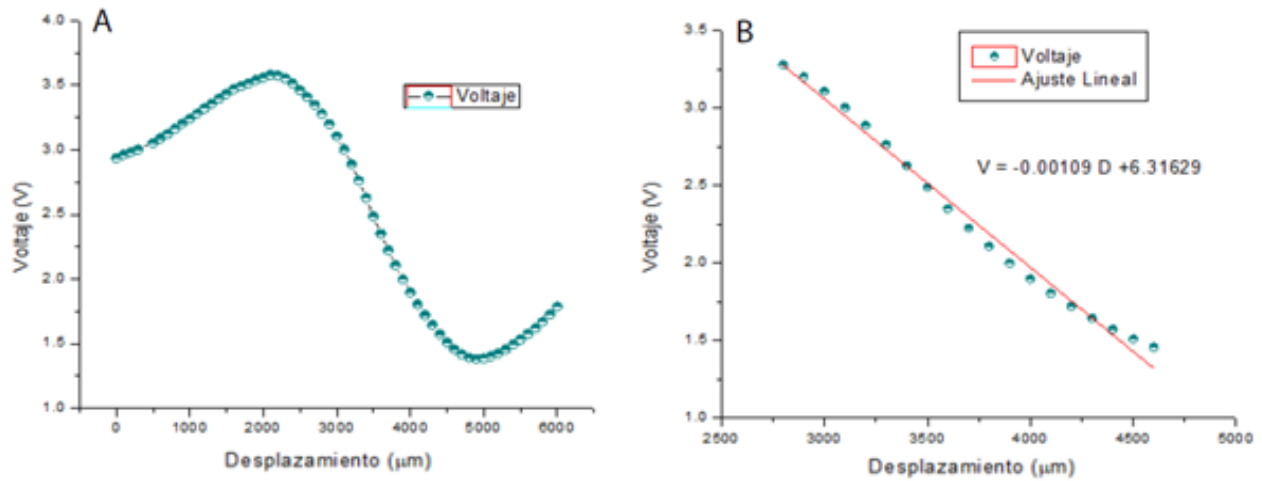 A
4.0
3.5
3.0
2.5
2.0
1.5
1.0
Voltaje (V)
Voltaje
0
1000
2000
3000
4000
5000
6000
Desplazamiento (μm)
B
3.5
3.0
2.5
2.0
1.5
1.0
Voltaje (V)
Voltaje
Ajuste Lineal
V = -0.00109 D +6.31629
2500
3000
3500
4000
4500
5000
Desplazamiento (μm)